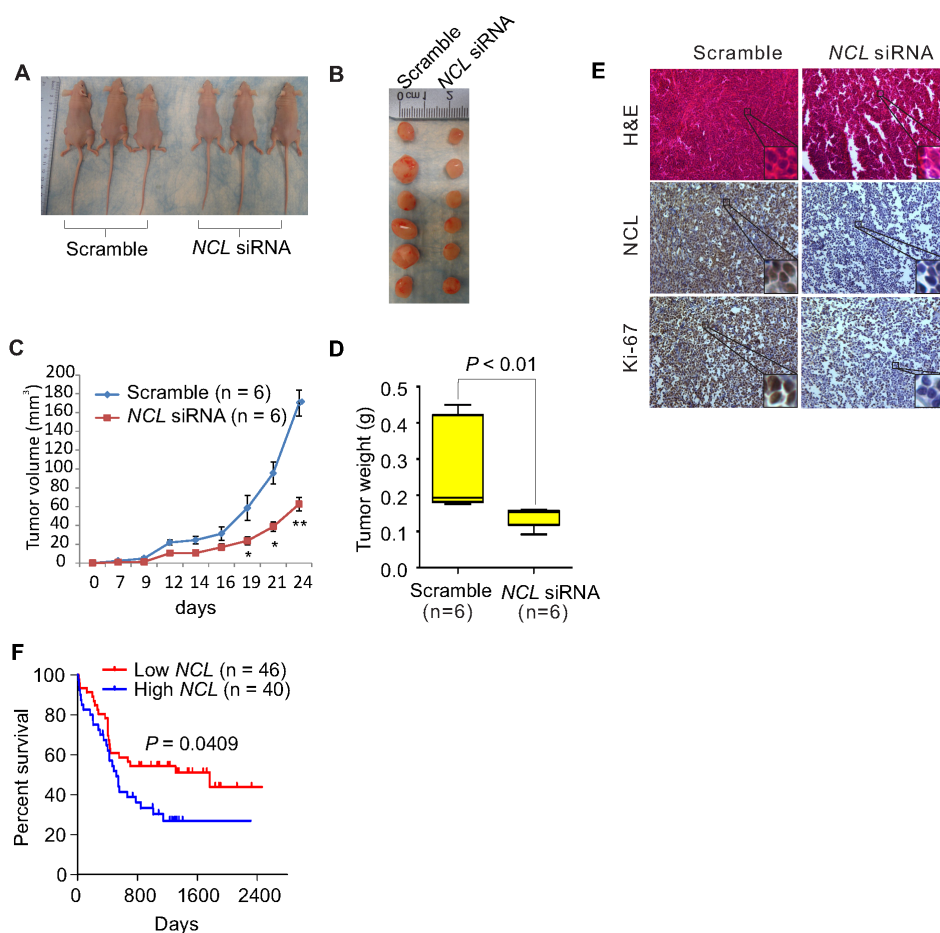 A
Scramble
NCL siRNA
B
Scramble
NCL siRNA
0 cm 1 2
C
Tumor volume (mm³)
200
180
160
140
120
100
80
60
40
20
0
Scramble (n = 6)
NCL siRNA (n = 6)
*
*
**
0 7 9 12 14 16 19 21 24
days
D
P < 0.01
Tumor weight (g)
0.5
0.4
0.3
0.2
0.1
0.0
Scramble
(n=6)
NCL siRNA
(n=6)
E
Scramble
NCL siRNA
H&E
NCL
Ki-67
F
Low NCL (n = 46)
High NCL (n = 40)
P = 0.0409
Percent survival
100
80
60
40
20
0
0 800 1600 2400
Days